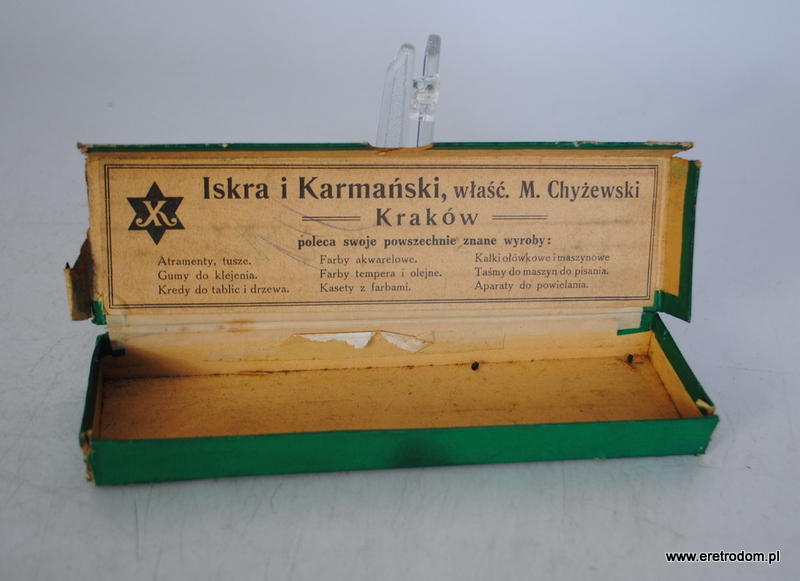 Iskra i Karmański, właść. M. Chyżewski
Kraków
poleca swoje powszechnie znane wyroby:
Atramenty, tusze.
Gumy do klejenia.
Kredy do tablic i drzewa.
Farby akwarelowe.
Farby tempera i olejne.
Kasety z farbami.
Kalki ołówkowe i maszynowe
Taśmy do maszyn do pisania.
Aparaty do powielania.
JK
www.eretrodom.pl